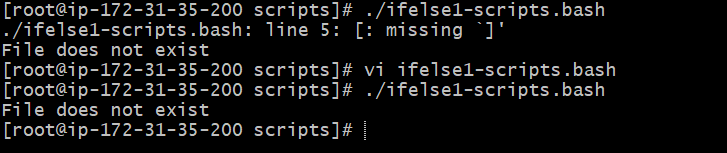 [root@ip-172-31-35-200 scripts]# ./ifelse1-scripts.bash
./ifelse1-scripts.bash: line 5: [: missing `]'
File does not exist
[root@ip-172-31-35-200 scripts]# vi ifelse1-scripts.bash
[root@ip-172-31-35-200 scripts]# ./ifelse1-scripts.bash
File does not exist
[root@ip-172-31-35-200 scripts]#